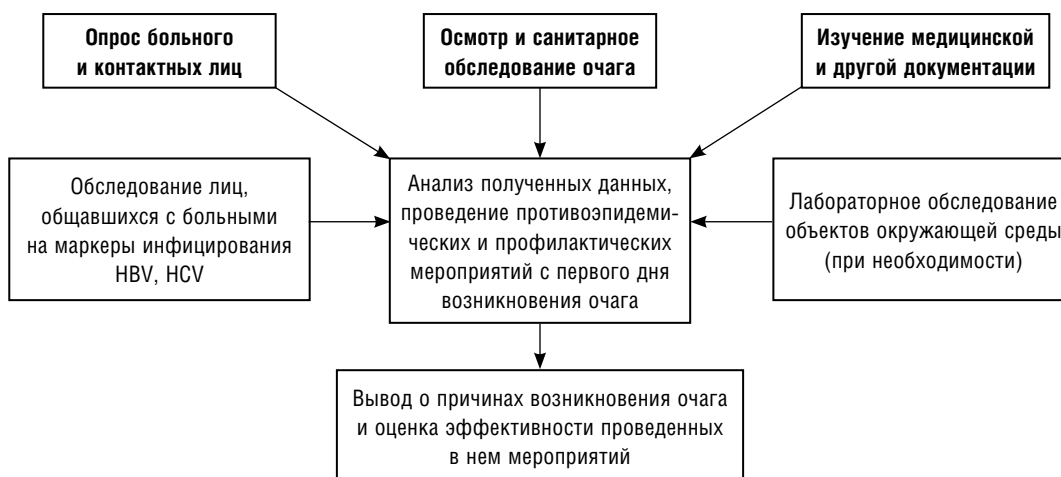 Опрос больного
и контактных лиц
Осмотр и санитарное
обследование очага
Изучение медицинской
и другой документации
Обследование лиц,
общавшихся с больными
на маркеры инфицирования
HBV, HCV
Анализ полученных данных,
проведение противоэпидеми-
ческих и профилактических
мероприятий с первого дня
возникновения очага
Лабораторное обследование
объектов окружающей среды
(при необходимости)
Вывод о причинах возникновения очага
и оценка эффективности проведенных
в нем мероприятий